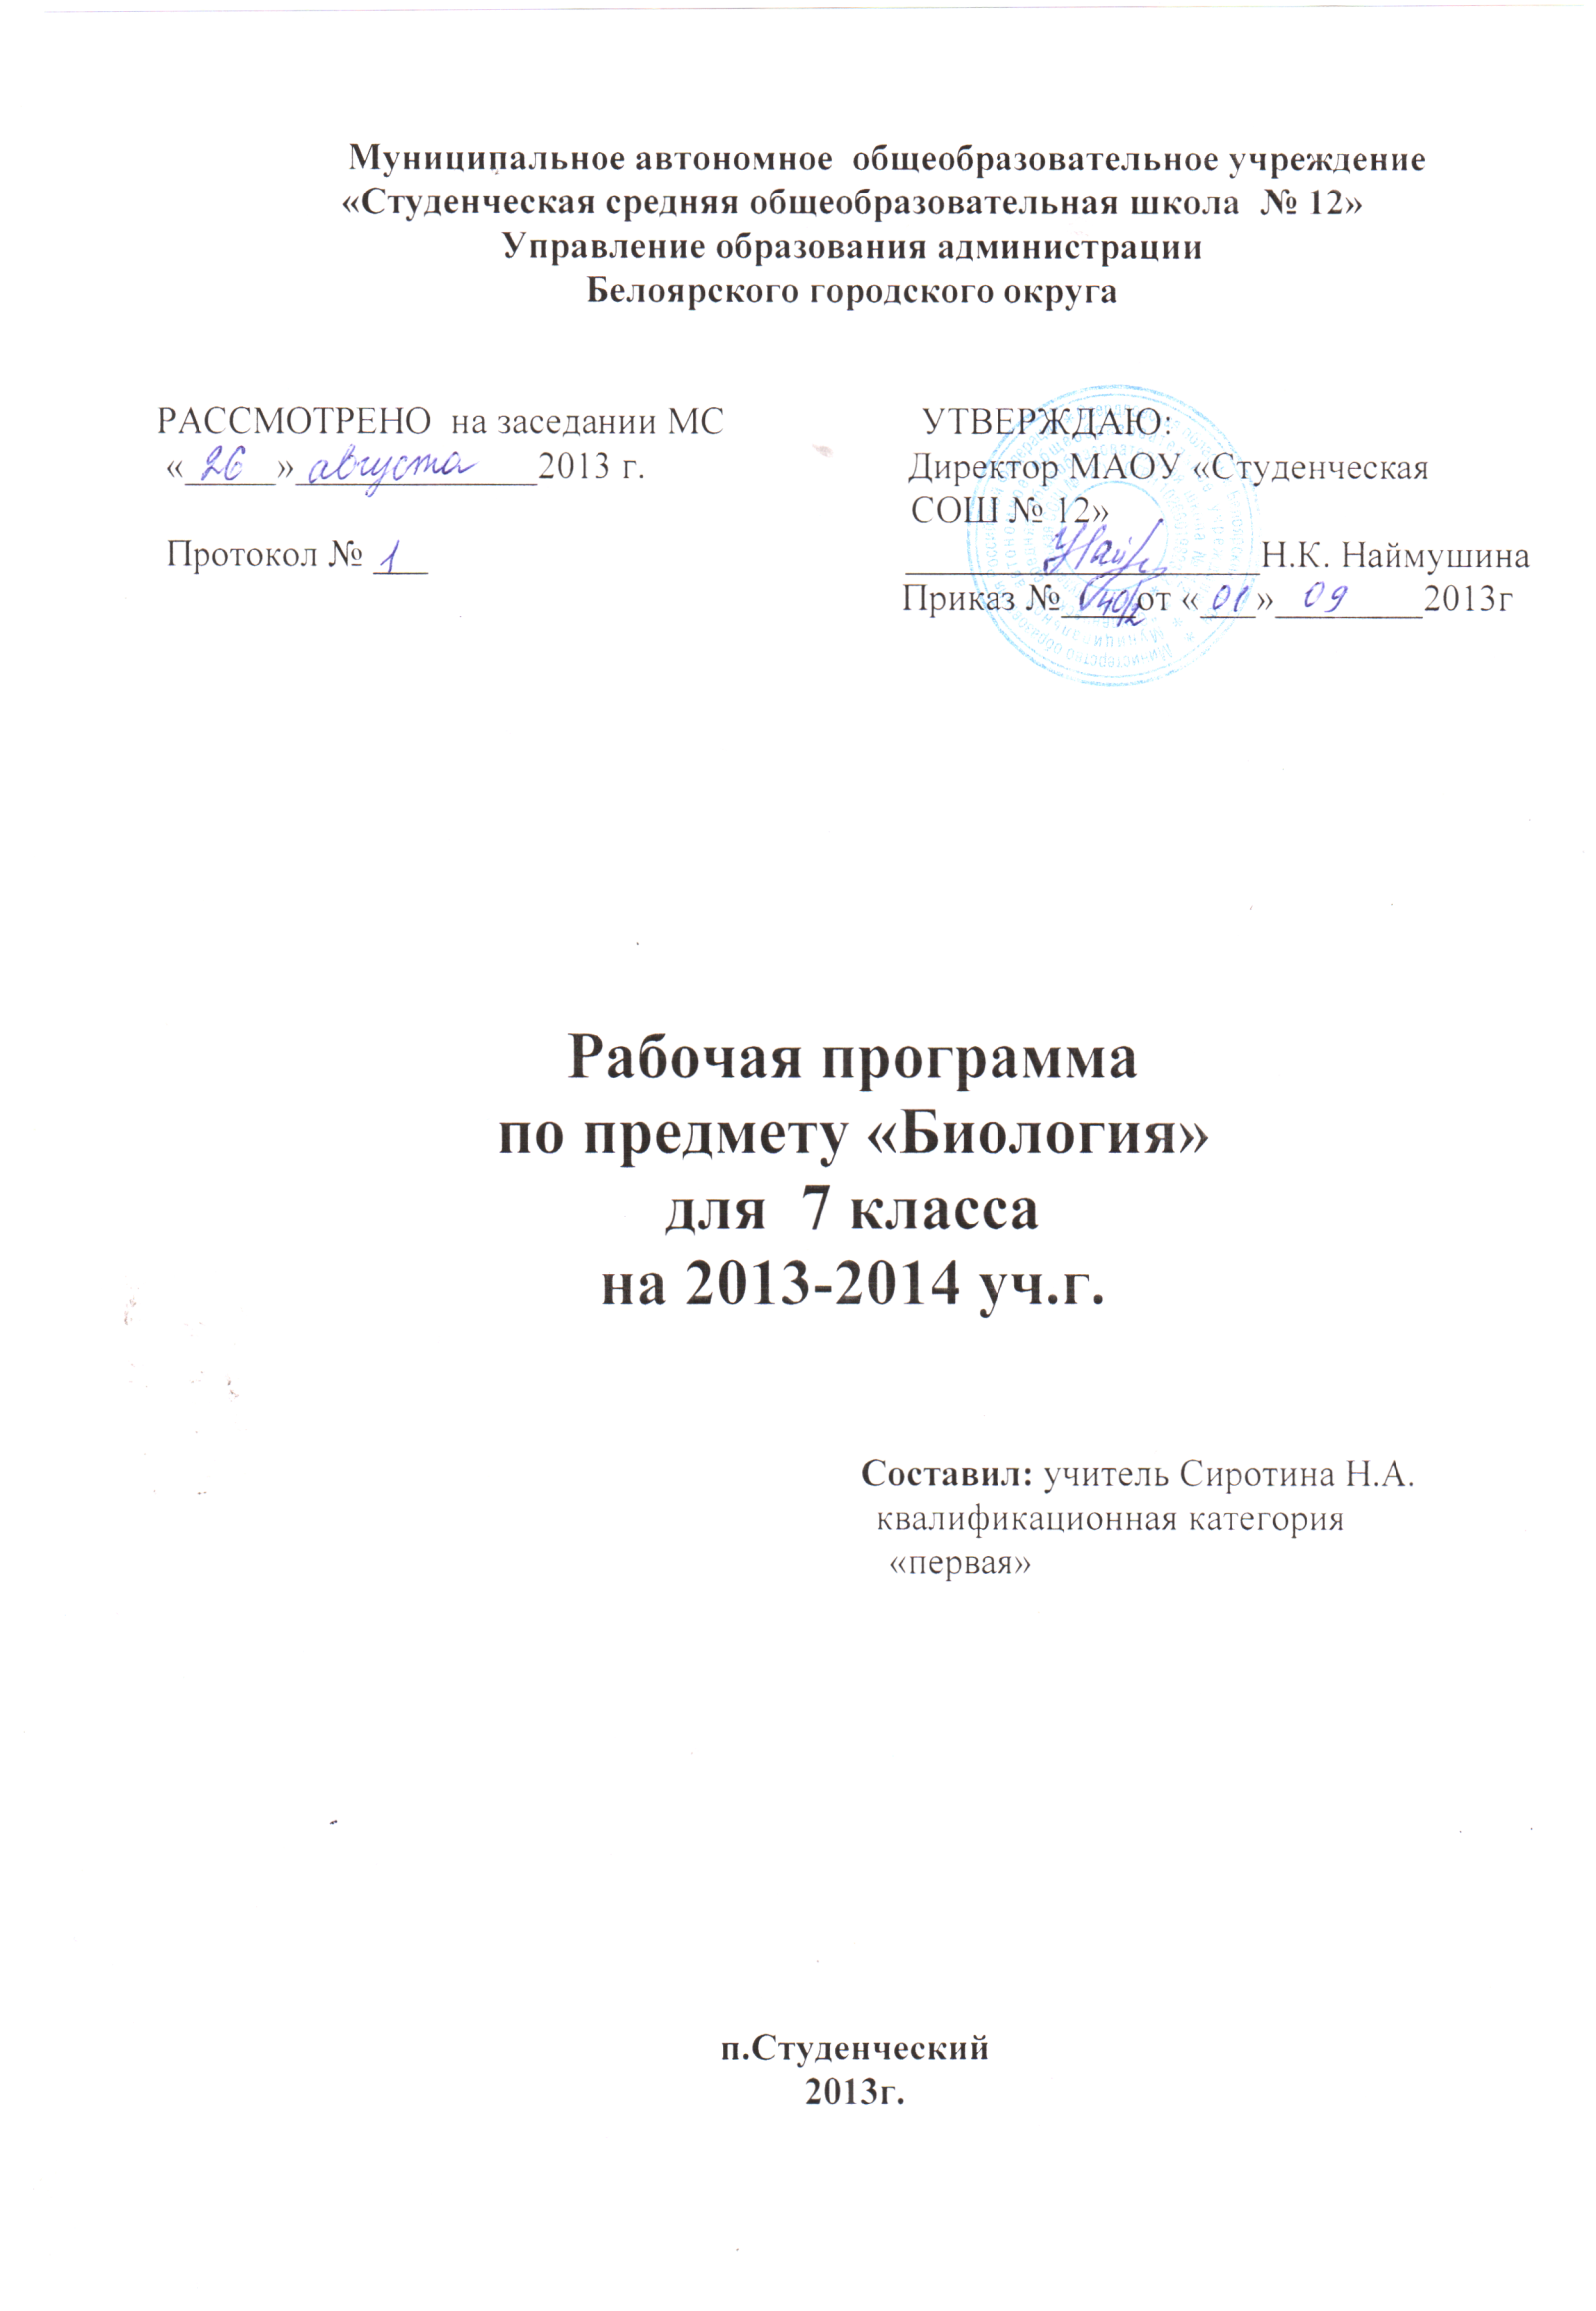 Муниципальное автономное общеобразовательное учреждение
«Студенческая средняя общеобразовательная школа № 12»
Управление образования администрации
Белоярского городского округа
РАССМОТРЕНО на заседании МС
«26» августа 2013 г.
Протокол № 1
УТВЕРЖДАЮ:
Директор МАОУ «Студенческая
СОШ № 12»
Н.К. Наймушина
Приказ № от «01» 09 2013г
Рабочая программа
по предмету «Биология»
для 7 класса
на 2013-2014 уч.г.
Составил: учитель Сиротина Н.А.
квалификационная категория
«первая»
п.Студенческий
2013г.